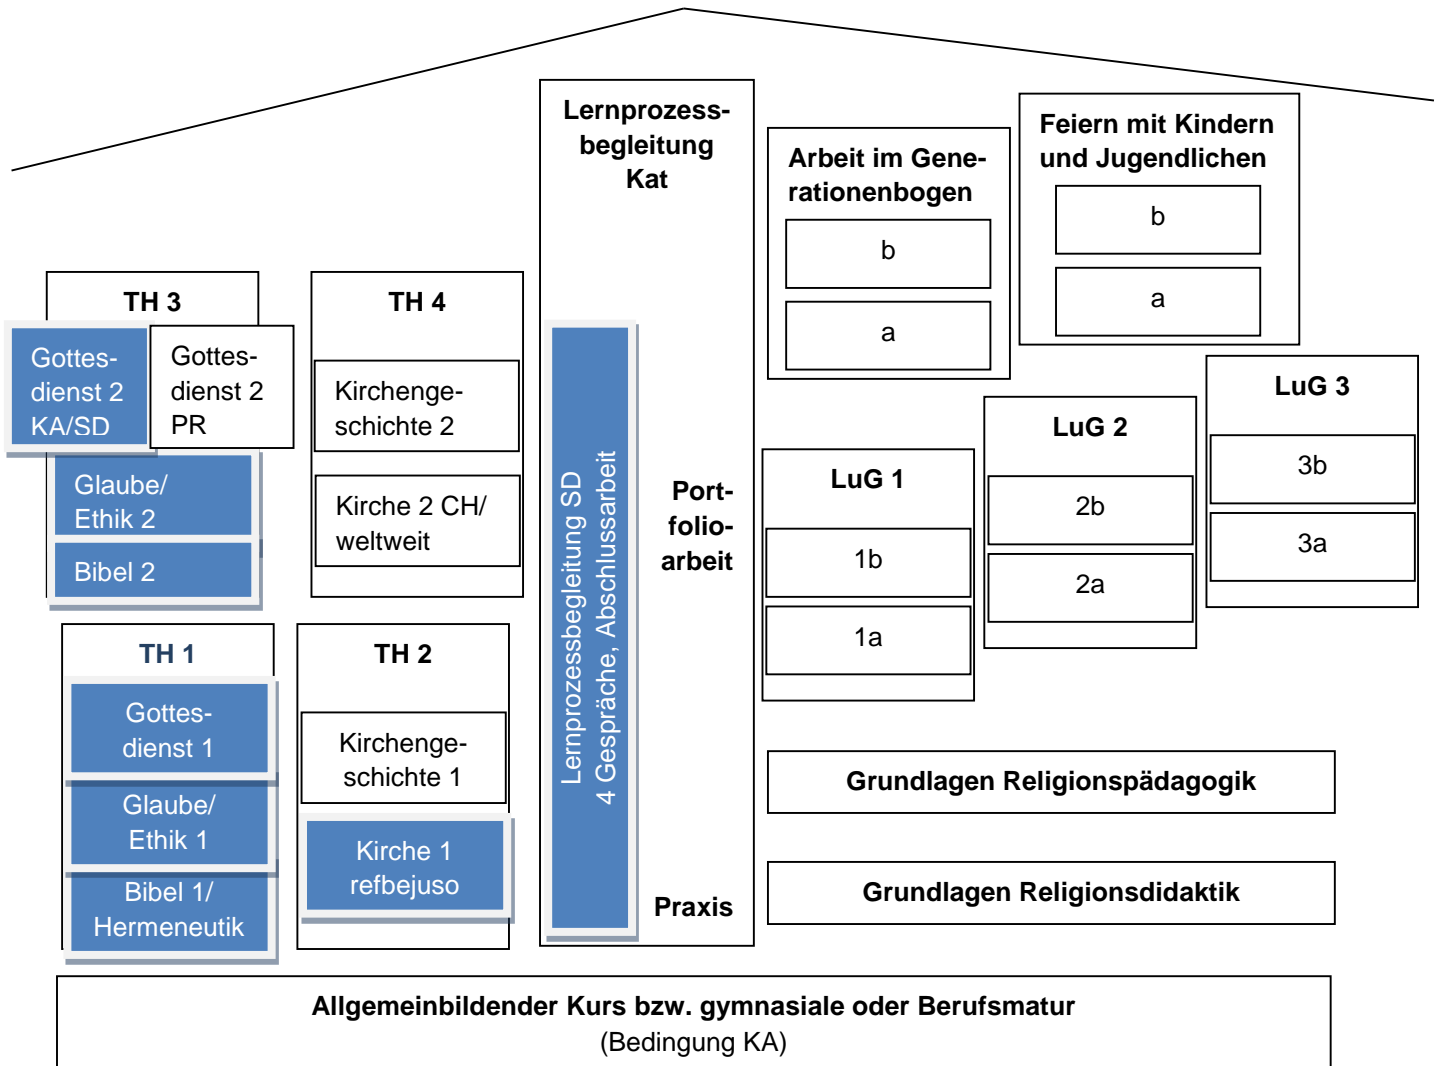 Lernprozess-
begleitung
Kat
Arbeit im Gene-
rationenbogen
b
a
Feiern mit Kindern
und Jugendlichen
b
a
TH 3
Gottes-
dienst 2
KA/SD
Gottes-
dienst 2
PR
Glaube/
Ethik 2
Bibel 2
TH 4
Kirchenge-
schichte 2
Kirche 2 CH/
weltweit
Lernprozessbegleitung SD
4 Gespräche, Abschlussarbeit
Port-
folio-
arbeit
Praxis
LuG 1
1b
1a
LuG 2
2b
2a
LuG 3
3b
3a
TH 1
Gottes-
dienst 1
Glaube/
Ethik 1
Bibel 1/
Hermeneutik
TH 2
Kirchenge-
schichte 1
Kirche 1
refbejuso
Grundlagen Religionspädagogik
Grundlagen Religionsdidaktik
Allgemeinbildender Kurs bzw. gymnasiale oder Berufsmatur
(Bedingung KA)